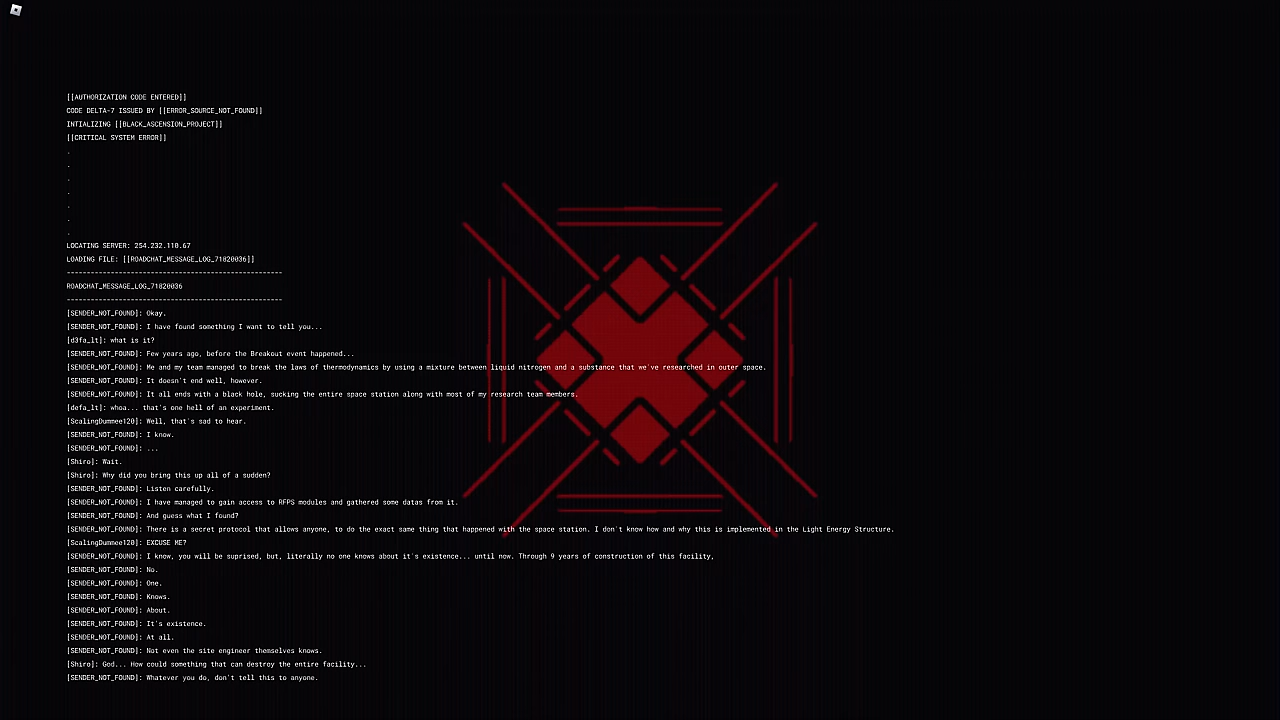 [[AUTHORIZATION CODE ENTERED]]
CODE DELTA-7 ISSUED BY [[ERROR_SOURCE_NOT_FOUND]]
INTIALIZING [[BLACK_ASCENSION_PROJECT]]
[[CRITICAL SYSTEM ERROR]]
.
.
.
.
.
.
.
LOCATING SERVER: 254.232.110.67
LOADING FILE: [[ROADCHAT_MESSAGE_LOG_71820036]]
------------------------------------------------------
ROADCHAT_MESSAGE_LOG_71820036
------------------------------------------------------
[SENDER_NOT_FOUND]: Okay.
[SENDER_NOT_FOUND]: I have found something I want to tell you...
[d3fa_lt]: what is it?
[SENDER_NOT_FOUND]: Few years ago, before the Breakout event happened...
[SENDER_NOT_FOUND]: Me and my team managed to break the laws of thermodynamics by using a mixture between liquid nitrogen and a substance that we've researched in outer space.
[SENDER_NOT_FOUND]: It doesn't end well, however.
[SENDER_NOT_FOUND]: It all ends with a black hole, sucking the entire space station along with most of my research team members.
[defa_lt]: whoa... that's one hell of an experiment.
[ScalingDummee120]: Well, that's sad to hear.
[SENDER_NOT_FOUND]: I know.
[SENDER_NOT_FOUND]: ...
[Shiro]: Wait.
[Shiro]: Why did you bring this up all of a sudden?
[SENDER_NOT_FOUND]: Listen carefully.
[SENDER_NOT_FOUND]: I have managed to gain access to RFPS modules and gathered some datas from it.
[SENDER_NOT_FOUND]: And guess what I found?
[SENDER_NOT_FOUND]: There is a secret protocol that allows anyone, to do the exact same thing that happened with the space station. I don't know how and why this is implemented in the Light Energy Structure.
[ScalingDummee120]: EXCUSE ME?
[SENDER_NOT_FOUND]: I know, you will be suprised, but, literally no one knows about it's existence... until now. Through 9 years of construction of this facility,
[SENDER_NOT_FOUND]: No.
[SENDER_NOT_FOUND]: One.
[SENDER_NOT_FOUND]: Knows.
[SENDER_NOT_FOUND]: About.
[SENDER_NOT_FOUND]: It's existence.
[SENDER_NOT_FOUND]: At all.
[SENDER_NOT_FOUND]: Not even the site engineer themselves knows.
[Shiro]: God... How could something that can destroy the entire facility...
[SENDER_NOT_FOUND]: Whatever you do, don't tell this to anyone.